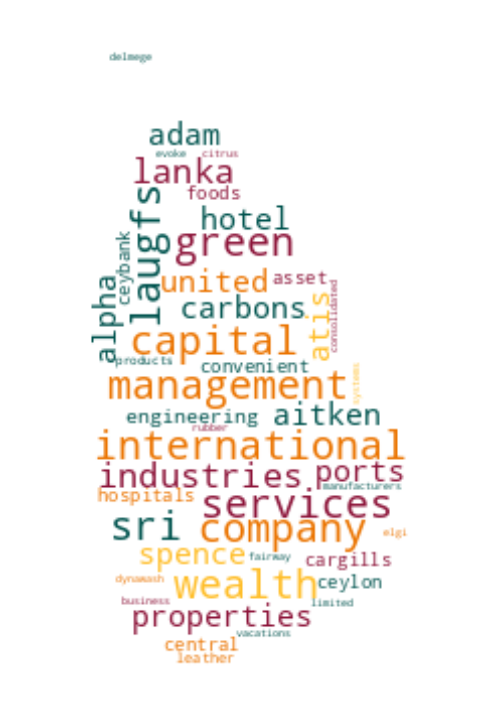 delmege
adam
evoke citrus
lanka
foods
laugfs
hotel
ceybank
green
united asset
alpha
carbons
atis
consolidated
capital
products
convenient
systems
management
engineering aitken
rubber
international
industries ports
manufacturers
hospitals
services
sri company
elgi
spence fairway cargills
dynawash wealth ceylon
business limited
properties
vacations
central
leather